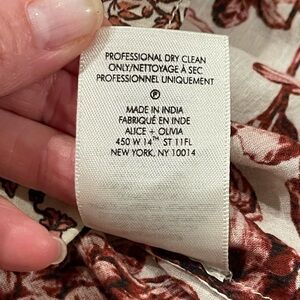 PROFESSIONAL DRY CLEAN
ONLY/NETTOYAGE À SEC
PROFESSIONNEL UNIQUEMENT
P
MADE IN INDIA
FABRIQUÉ EN INDE
ALICE + OLIVIA
450 W 14TH ST 11FL
NEW YORK, NY 10014